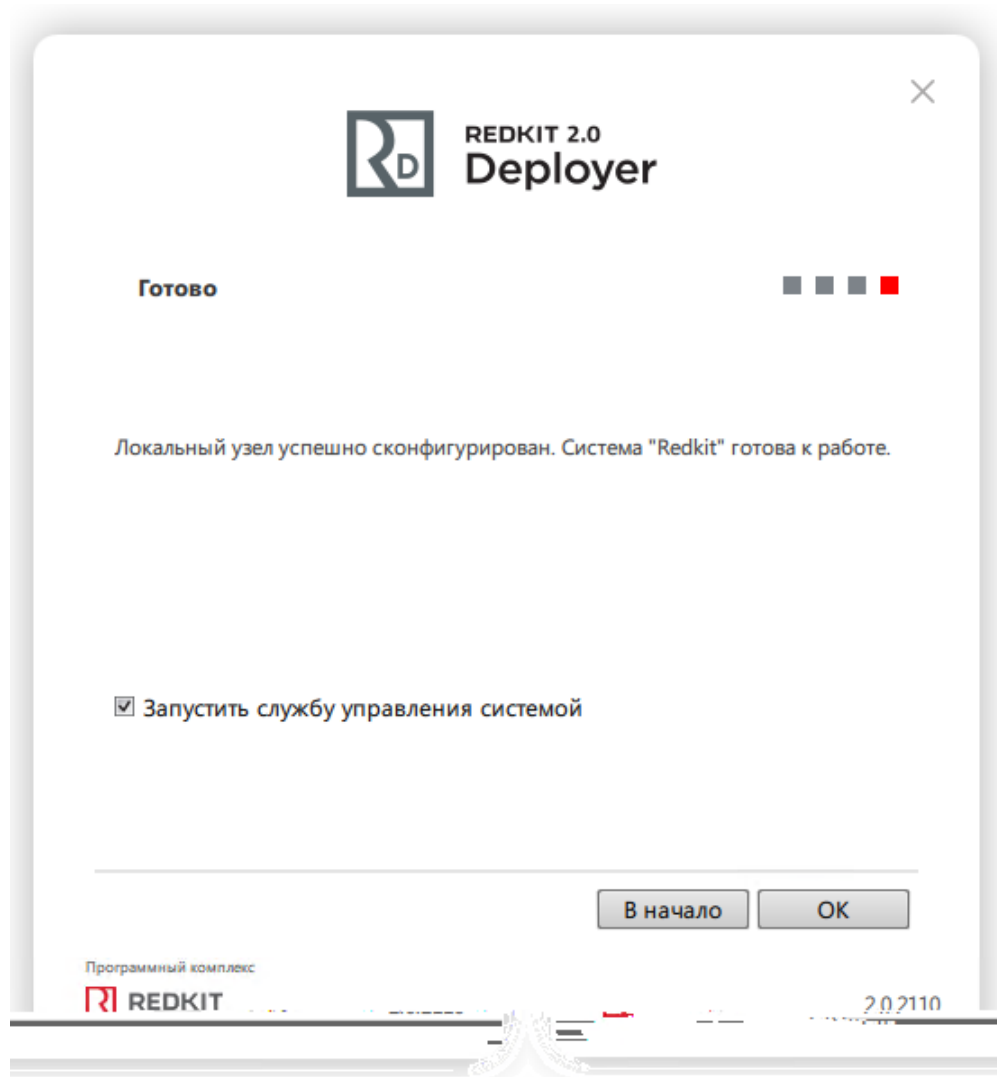 REDKIT 2.0
Deployer
Готово
Локальный узел успешно сконфигурирован. Система "Redkit" готова к работе.
Запустить службу управления системой
В начало
OK
Программный комплекс
REDKIT
2.0.2110